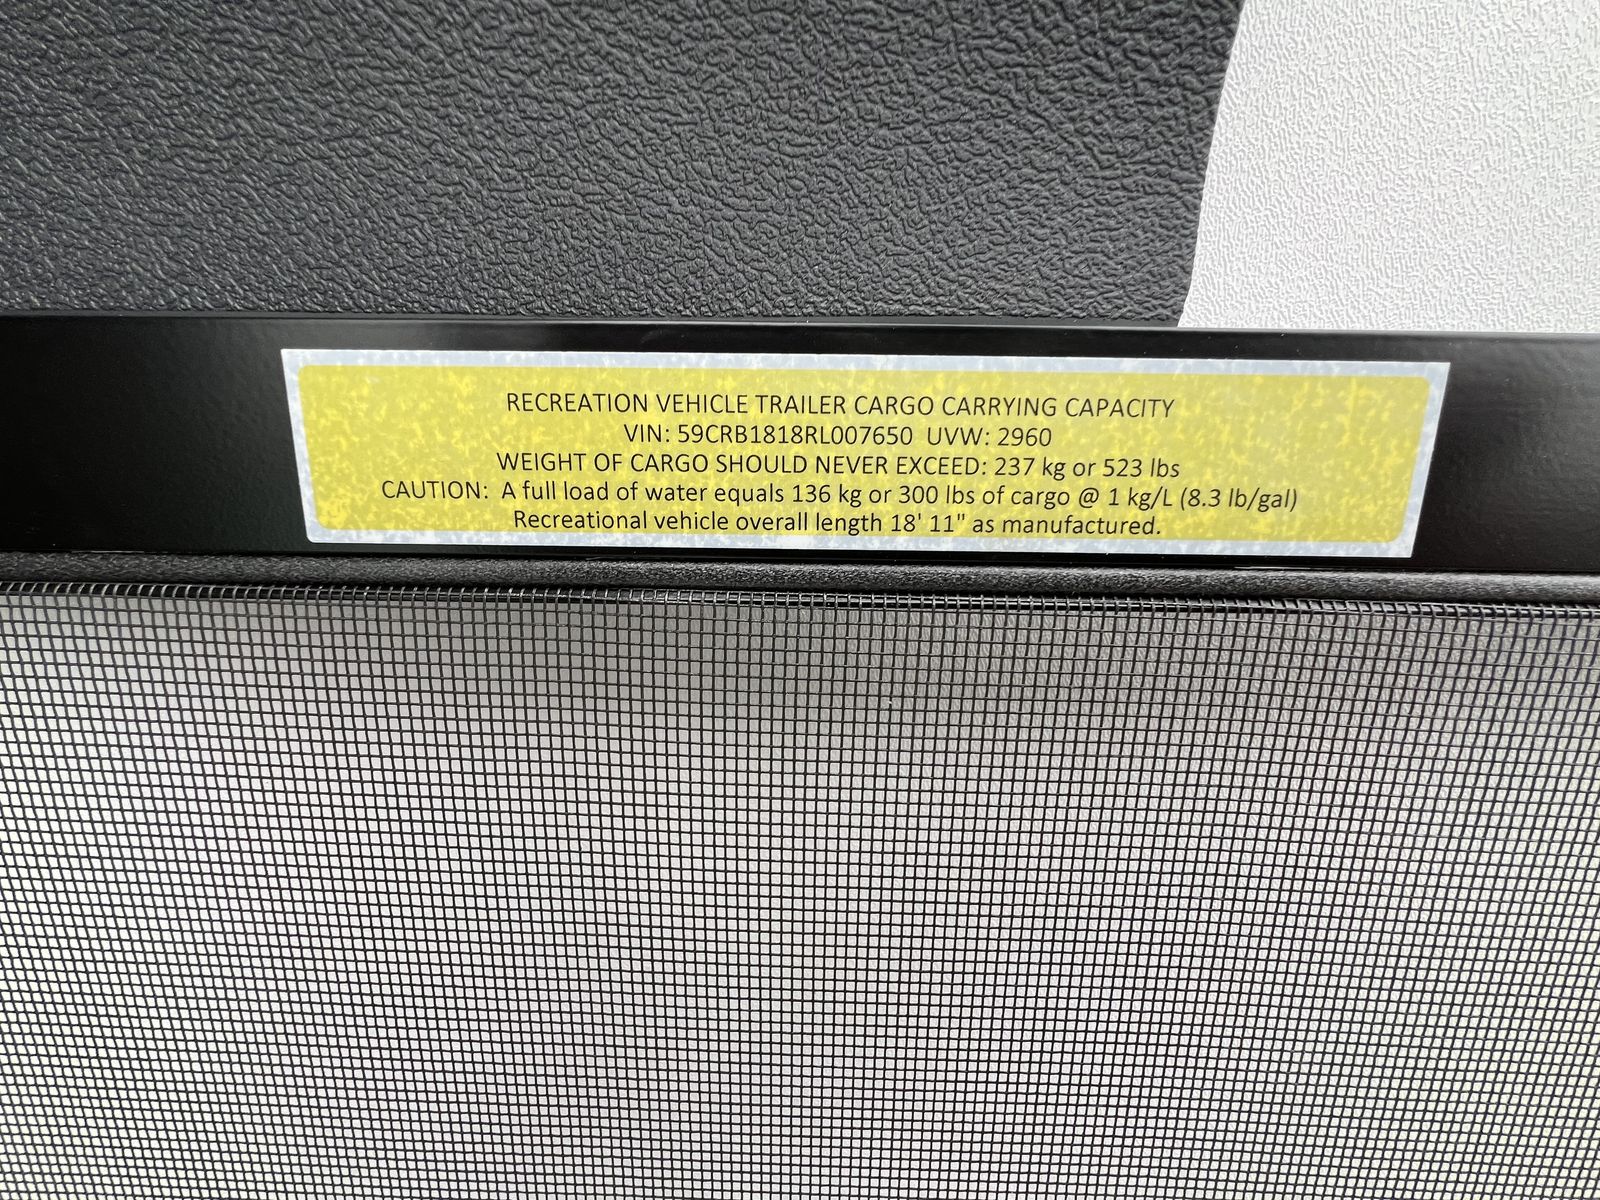 RECREATION VEHICLE TRAILER CARGO CARRYING CAPACITY
VIN: 59CRB1818RL007650 UVW: 2960
WEIGHT OF CARGO SHOULD NEVER EXCEED: 237 kg or 523 lbs
CAUTION: A full load of water equals 136 kg or 300 lbs of cargo @ 1 kg/L (8.3 lb/gal)
Recreational vehicle overall length 18' 11" as manufactured.